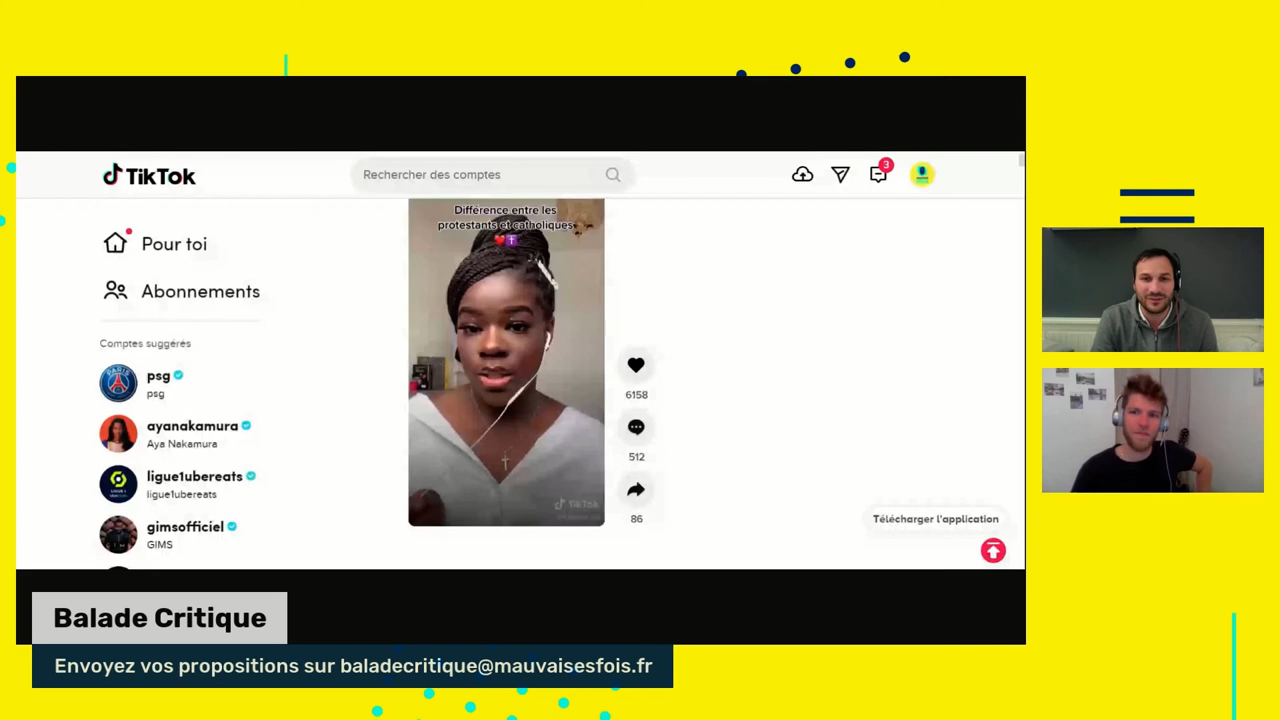 TikTok
Rechercher des comptes
3
Pour toi
Abonnements
Comptes suggérés
psg
psg
ayanakamura
Aya Nakamura
ligue1ubereats
ligue1ubereats
gimsofficiel
GIMS
Différence entre les
protestants et catholiques
TikTok
6158
512
86
Télécharger l'application
Balade Critique
Envoyez vos propositions sur baladecritique@mauvaisesfois.fr